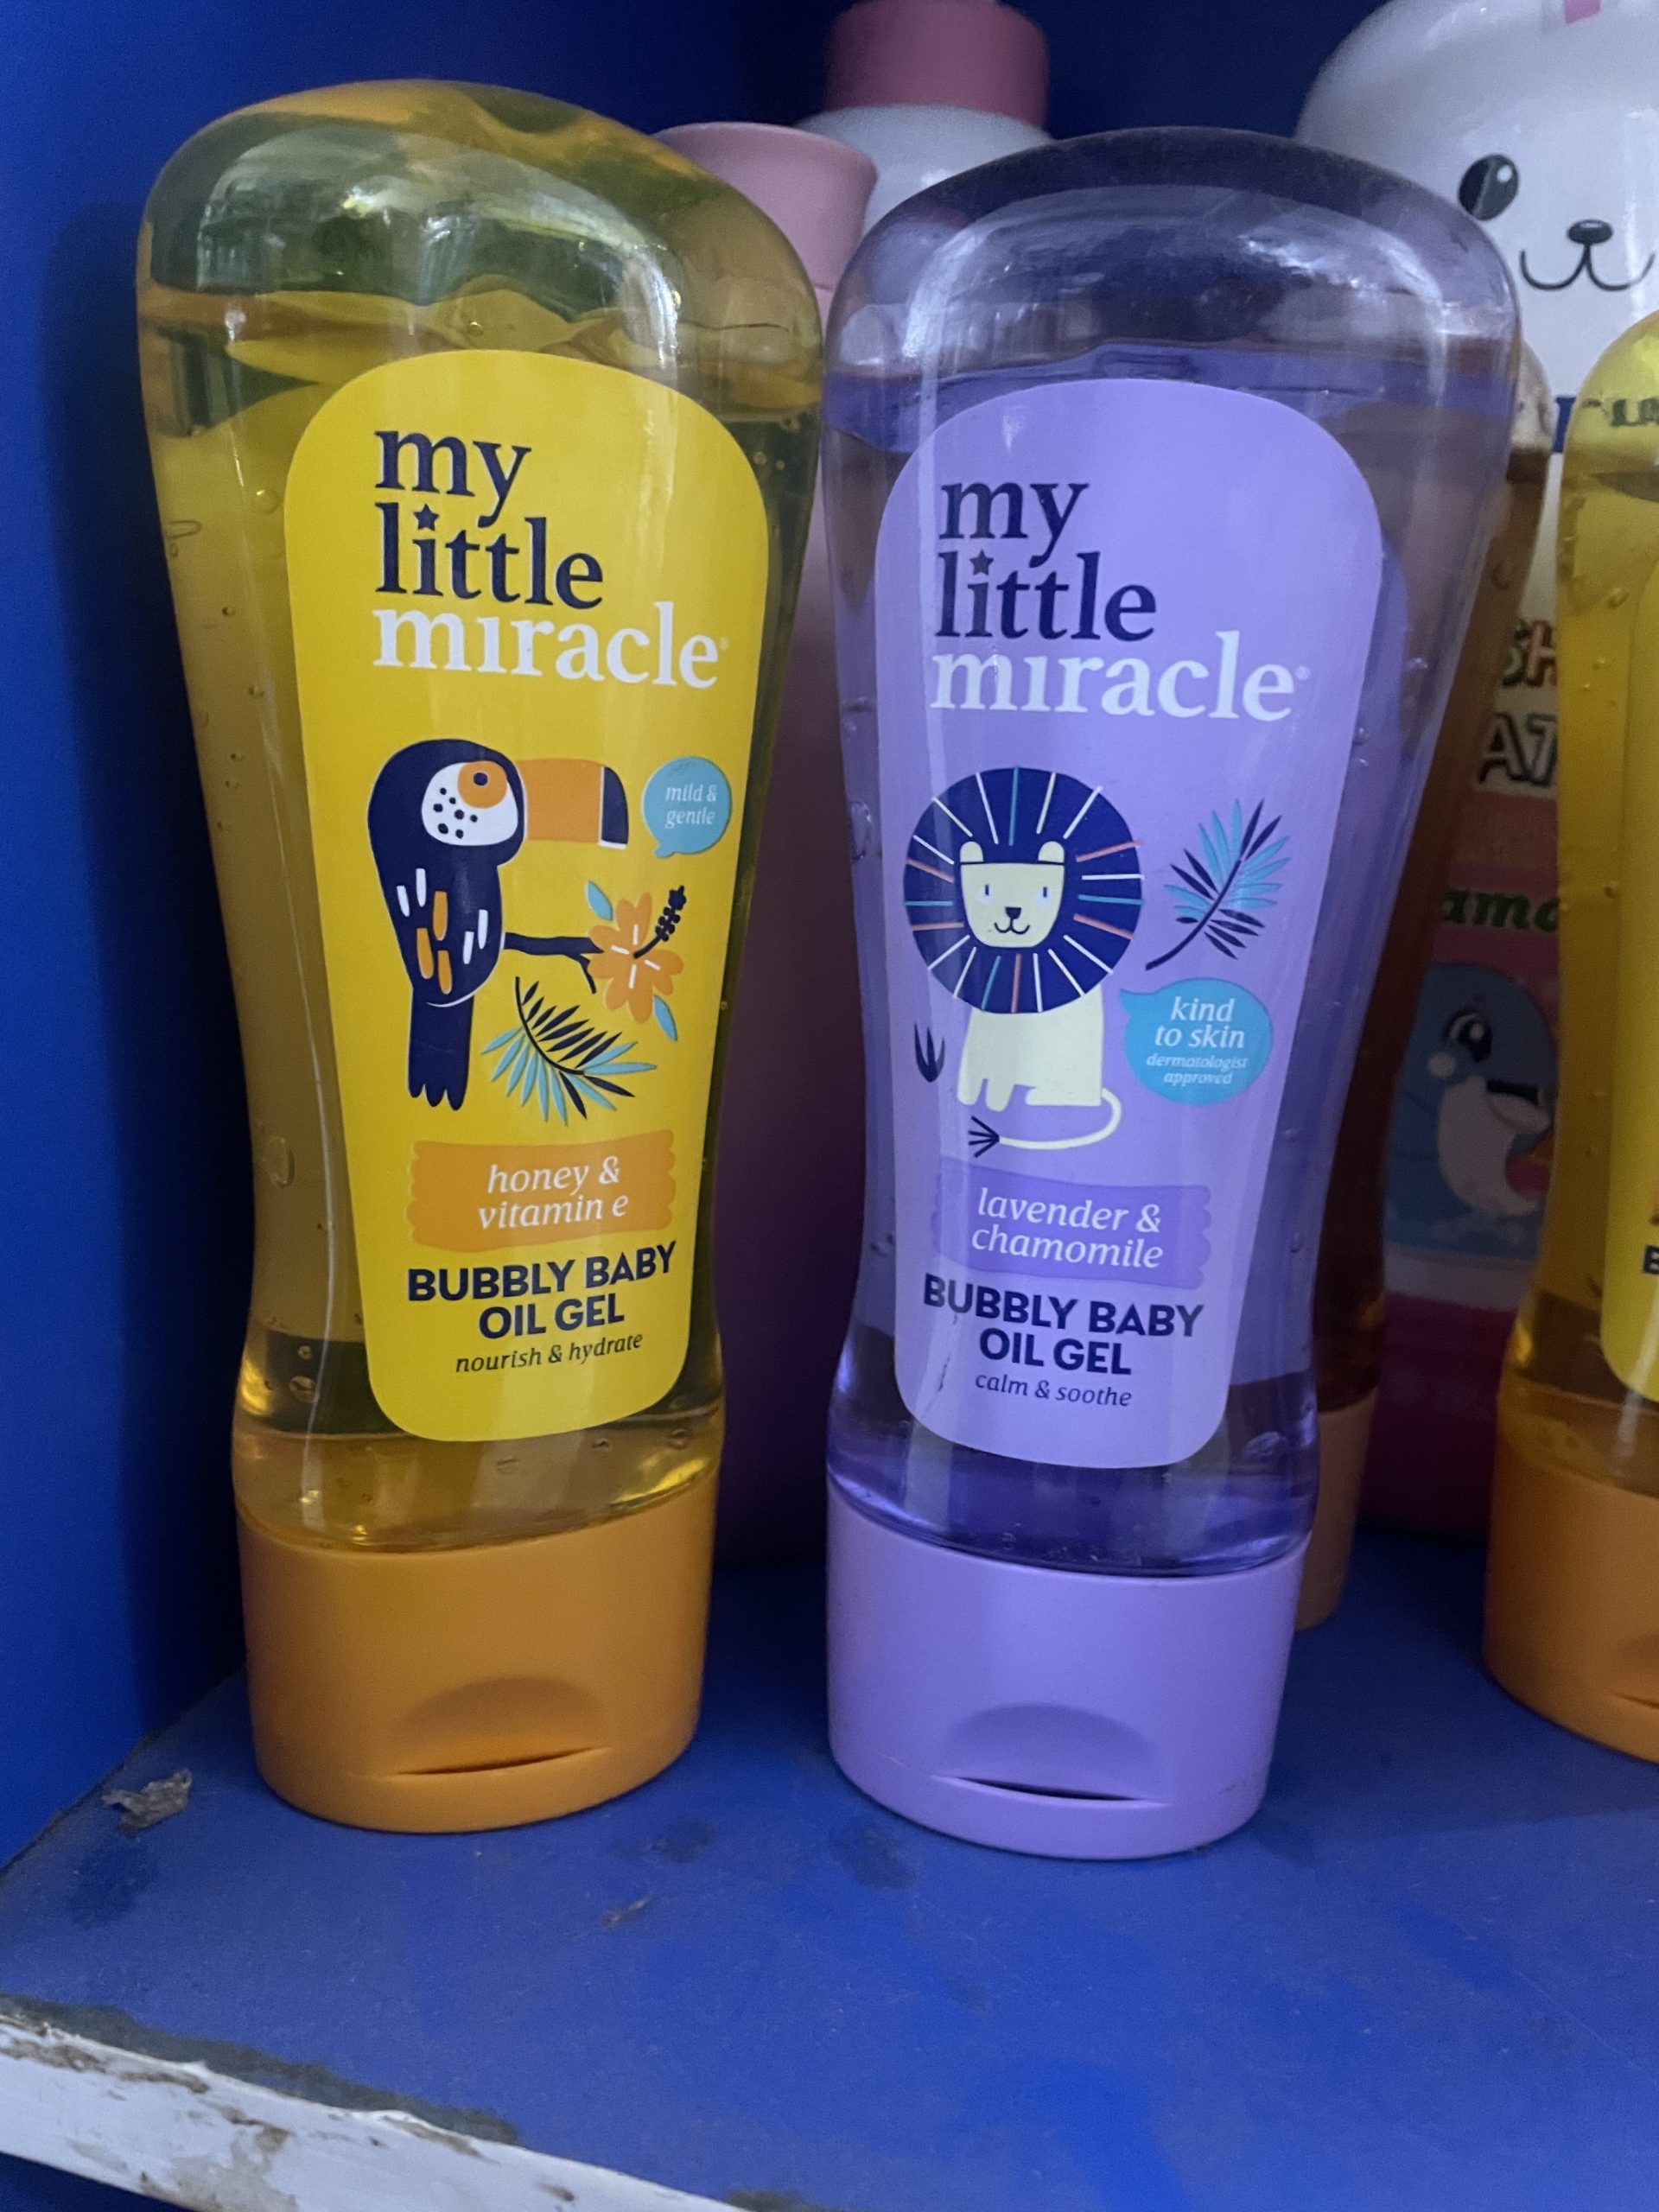 my
little
miracle
mild &
gentle
honey &
vitamin e
BUBBLY BABY
OIL GEL
nourish & hydrate
my
little
miracle
kind
to skin
dermatologist
approved
lavender &
chamomile
BUBBLY BABY
OIL GEL
calm & soothe